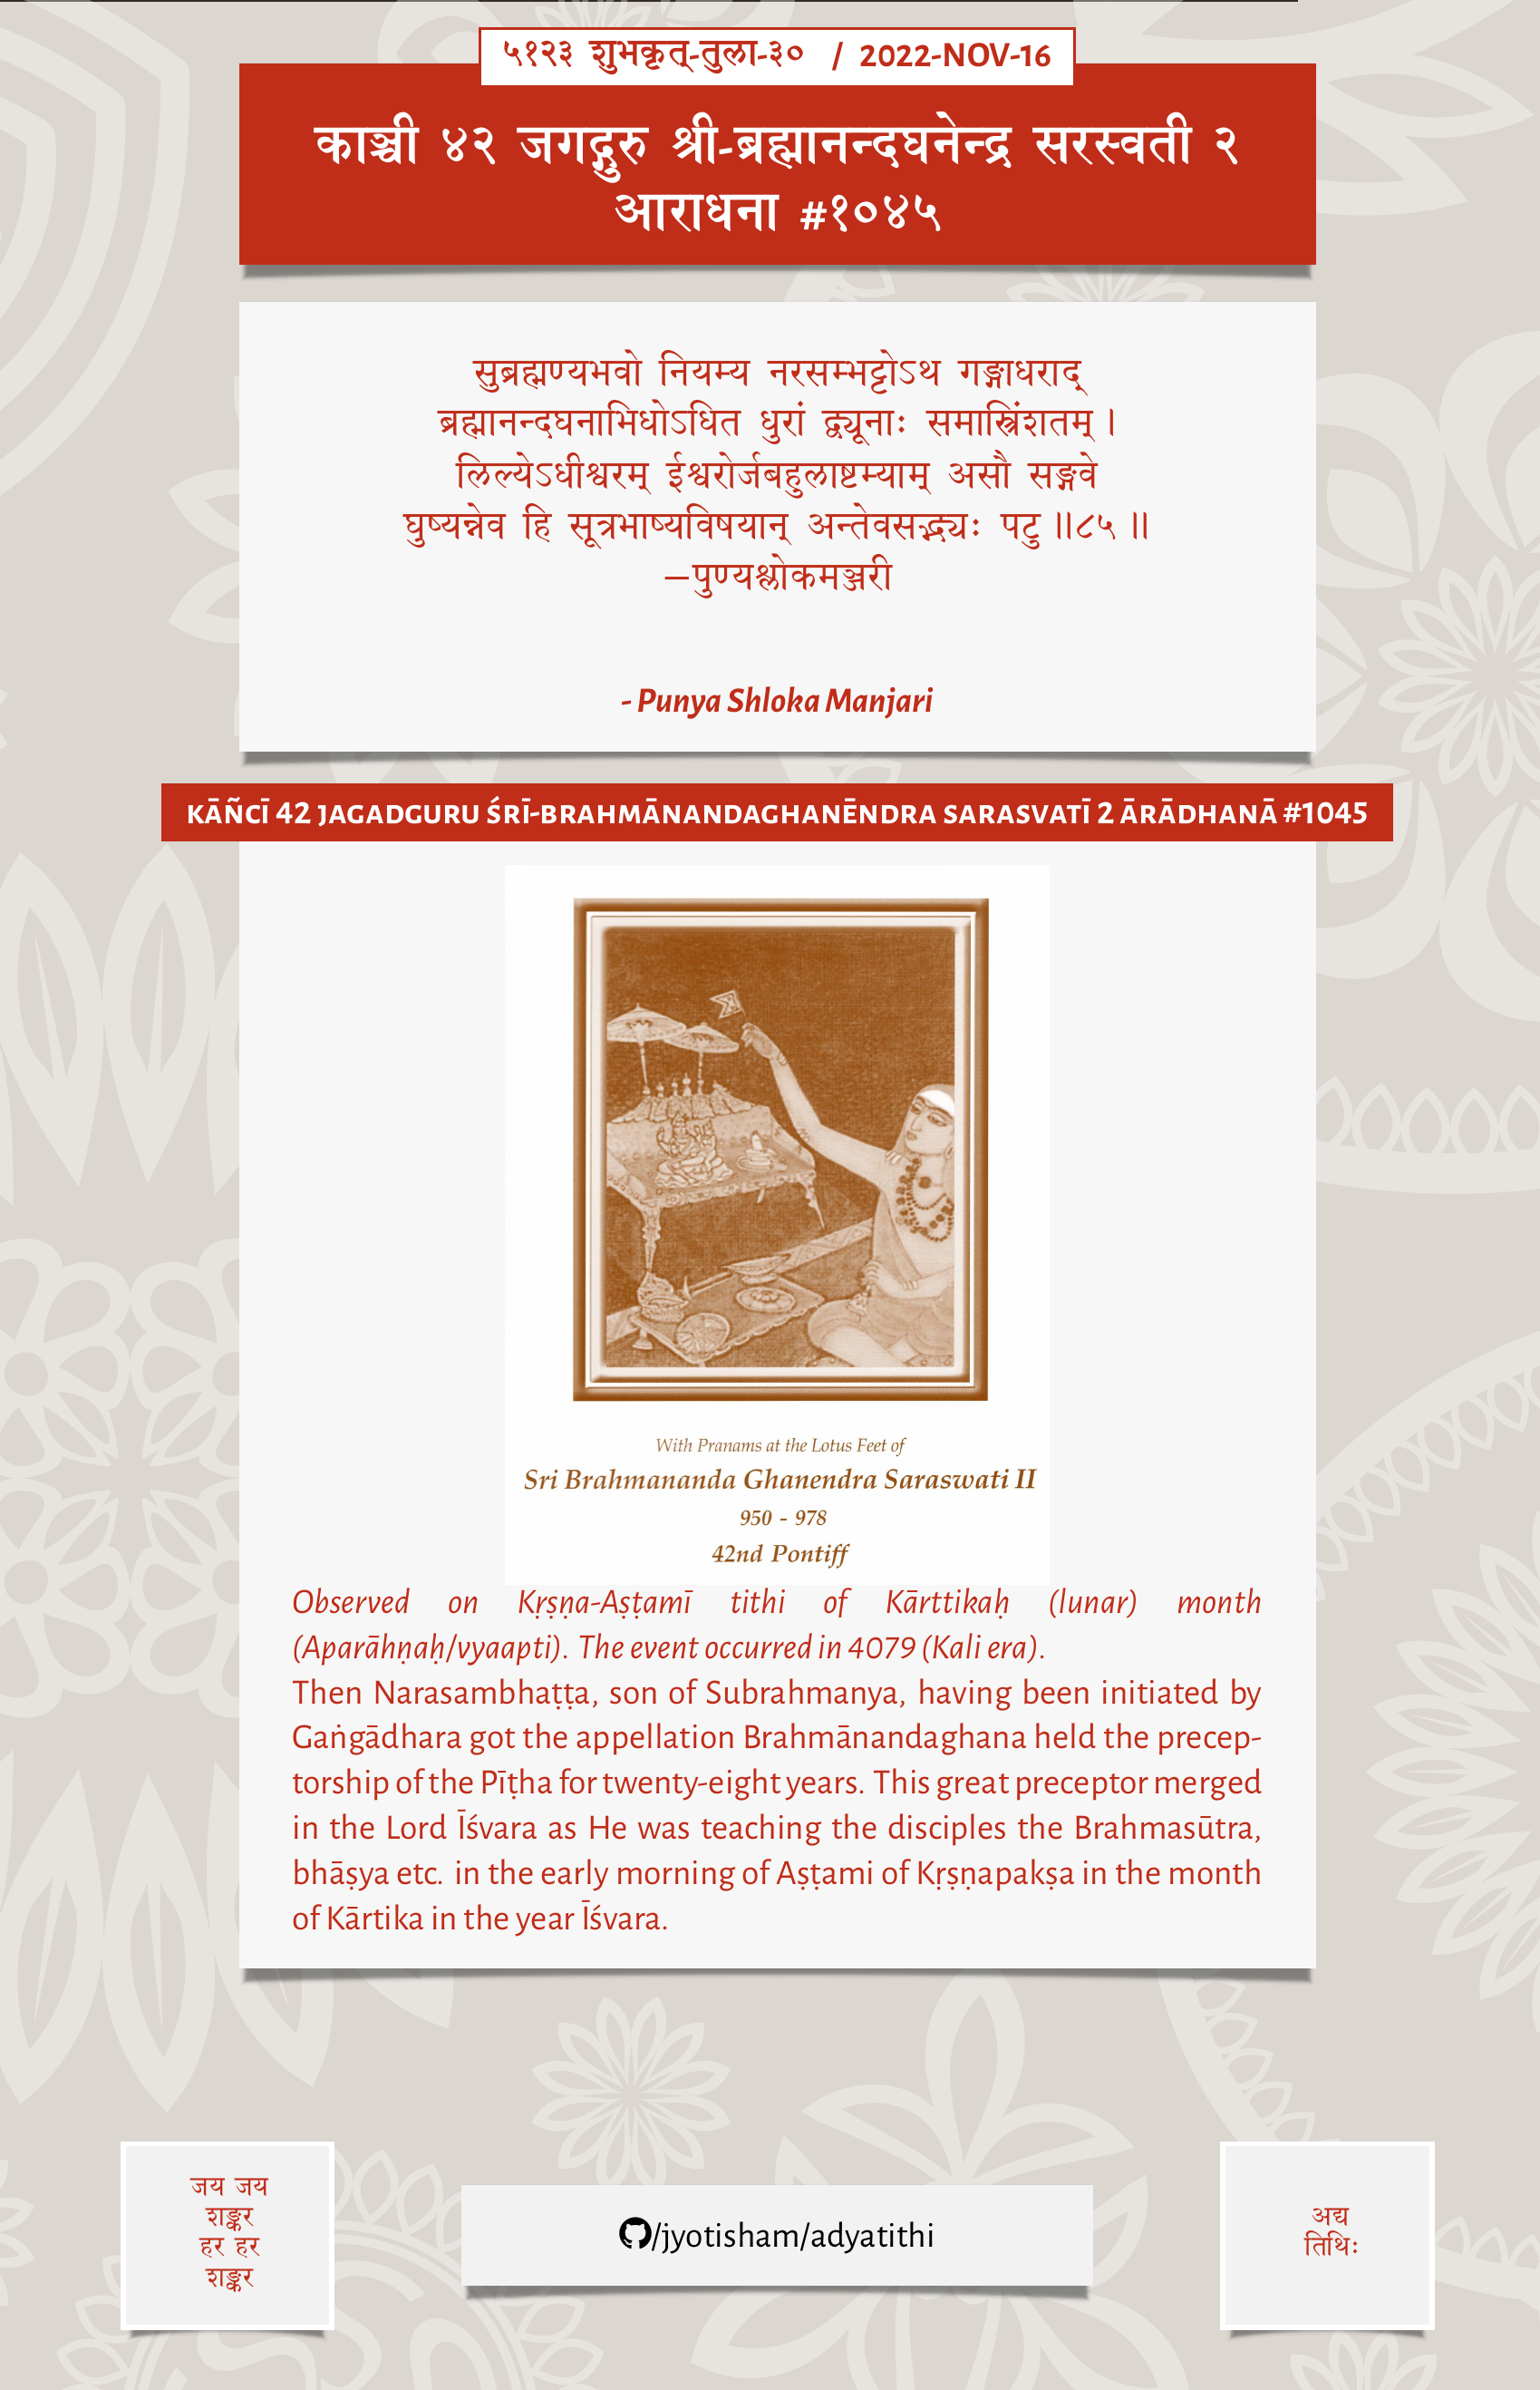 ५१२३ शुभकृत्-तुला-३० / 2022-NOV-16
काञ्ची ४२ जगद्गुरु श्री-ब्रह्मानन्दघनेन्द्र सरस्वती २
आराधना #१०४५
सुब्रह्मण्यभवो नियम्य नरसम्भट्टोऽथ गङ्गाधराद्
ब्रह्मानन्दघनाभिधोऽधित धुरां द्व्यूनाः समास्त्रिंशतम्।
लिल्येऽधीश्वरम् ईश्वरोर्जबहुलाष्टम्याम् असौ सङ्गवे
घुष्यन्नेव हि सूत्रभाष्यविषयान् अन्तेवसद्भ्यः पटु॥८५॥
—पुण्यश्लोकमञ्जरी
- Punya Shloka Manjari
KĀÑCĪ 42 JAGADGURU ŚRĪ-BRAHMĀNANDAGHANĒNDRA SARASVATĪ 2 ĀRĀDHANĀ #1045
With Pranams at the Lotus Feet of
Sri Brahmananda Ghanendra Saraswati II
950 - 978
42nd Pontiff
Observed on Kṛṣṇa-Aṣṭamī tithi of Kārttikaḥ (lunar) month
(Aparāhṇaḥ/vyaapti). The event occurred in 4079 (Kali era).
Then Narasambhaṭṭa, son of Subrahmanya, having been initiated by
Gaṅgādhara got the appellation Brahmānandaghana held the precep-
torship of the Pīṭha for twenty-eight years. This great preceptor merged
in the Lord Īśvara as He was teaching the disciples the Brahmasūtra,
bhāṣya etc. in the early morning of Aṣṭami of Kṛṣṇapakṣa in the month
of Kārtika in the year Īśvara.
जय जय
शङ्कर
हर हर
शङ्कर
/jyotisham/adyatithi
अद्य
तिथिः